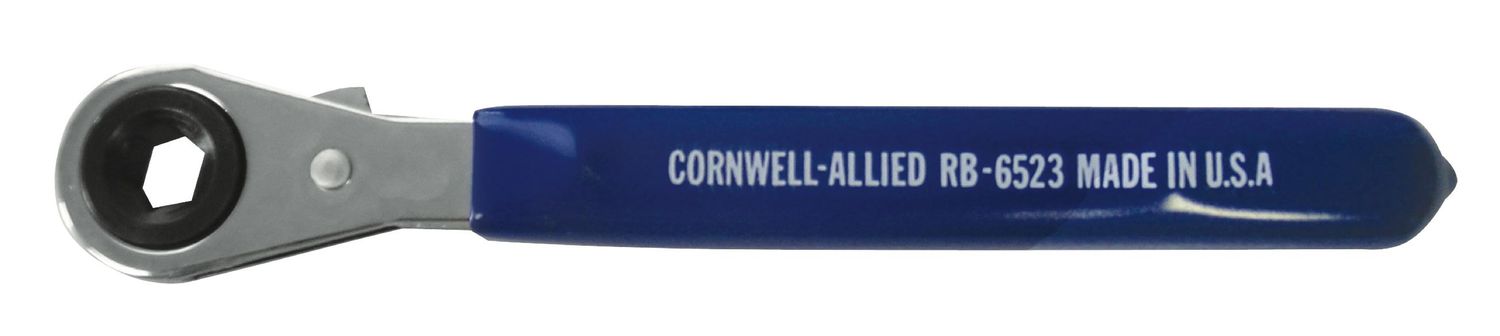 CORNWELL-ALLIED RB-6523 MADE IN U.S.A